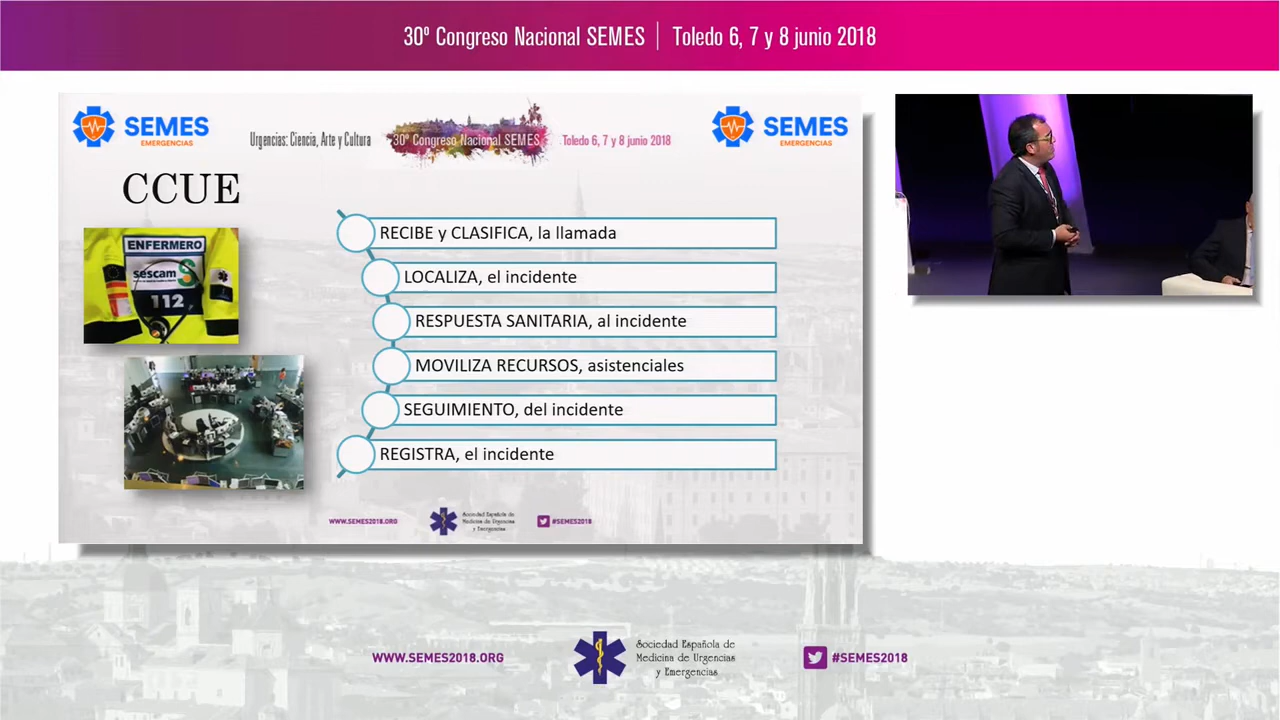 30º Congreso Nacional SEMES | Toledo 6, 7 y 8 junio 2018
SEMES
EMERGENCIAS
Urgencias: Ciencia, Arte y Cultura
30º Congreso Nacional SEMES
Toledo 6, 7 y 8 junio 2018
SEMES
EMERGENCIAS
CCUE
ENFERMERO
sescam
112
RECIBE y CLASIFICA, la llamada
LOCALIZA, el incidente
RESPUESTA SANITARIA, al incidente
MOVILIZA RECURSOS, asistenciales
SEGUIMIENTO, del incidente
REGISTRA, el incidente
WWW.SEMES2018.ORG
Sociedad Española de
Medicina de Urgencias
y Emergencias
#SEMES2018
WWW.SEMES2018.ORG
Sociedad Española de
Medicina de Urgencias
y Emergencias
#SEMES2018